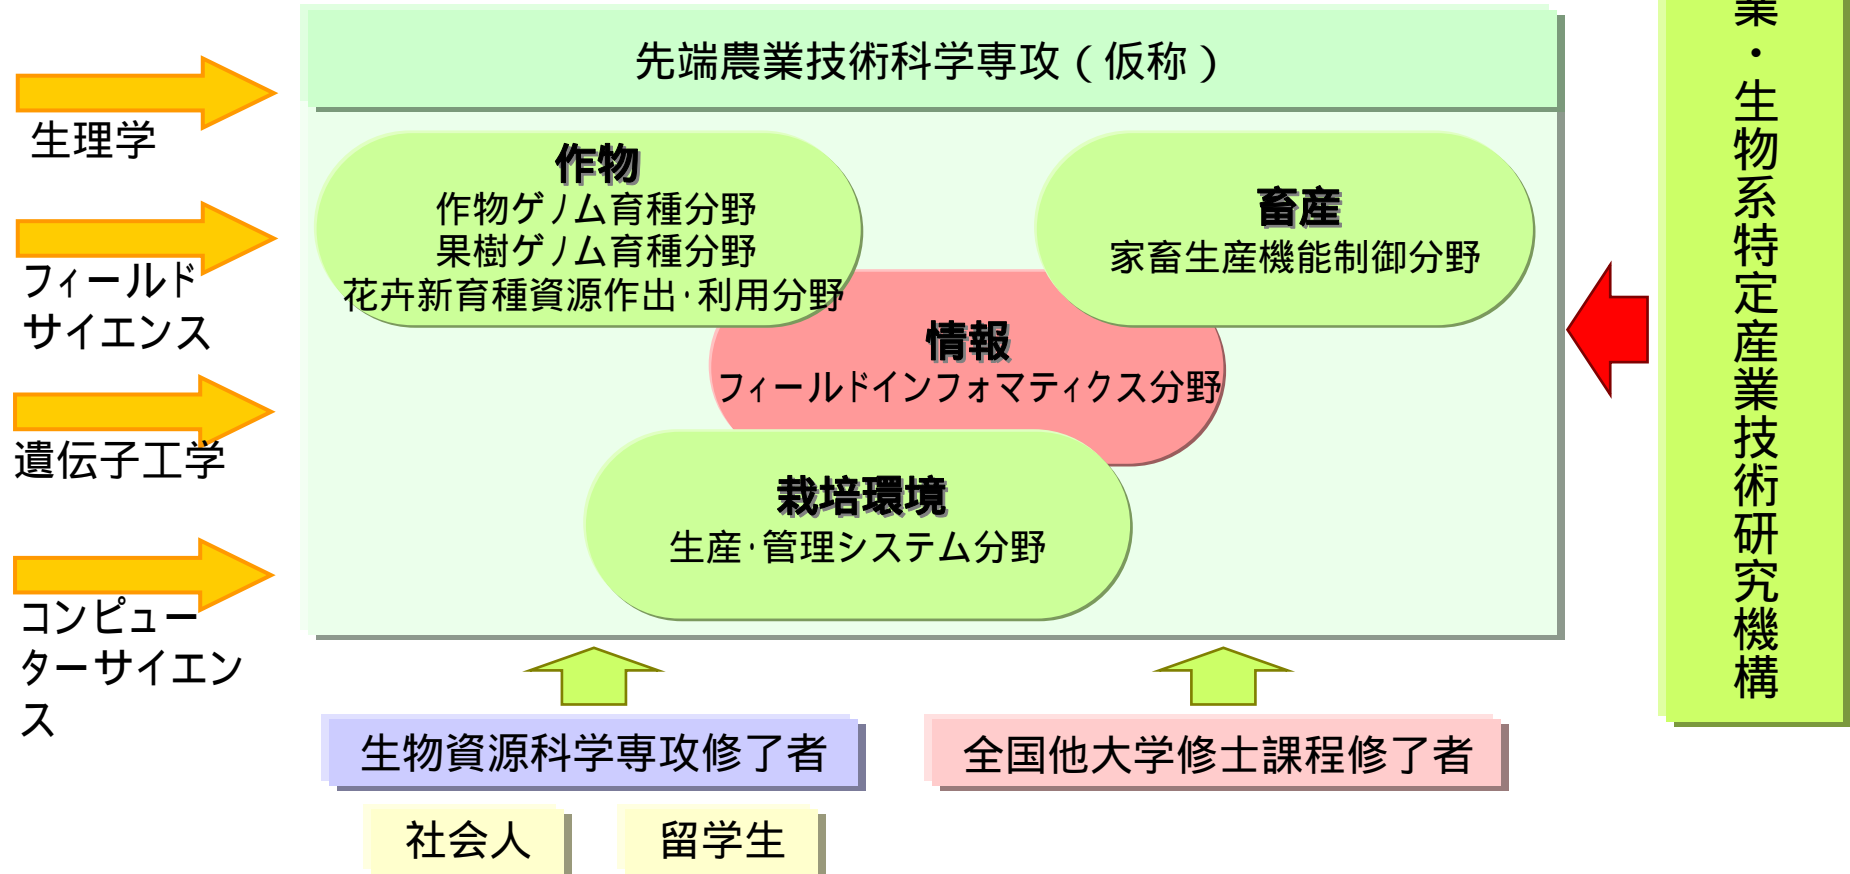 先端農業技術科学専攻（仮称）
生理学
フィールド
サイエンス
遺伝子工学
コンピュー
ターサイエン
ス
作物
作物ゲノム育種分野
果樹ゲノム育種分野
花卉新育種資源作出・利用分野
畜産
家畜生産機能制御分野
情報
フィールドインフォマティクス分野
栽培環境
生産・管理システム分野
業・生物系特定産業技術研究機構
生物資源科学専攻修了者
全国他大学修士課程修了者
社会人
留学生